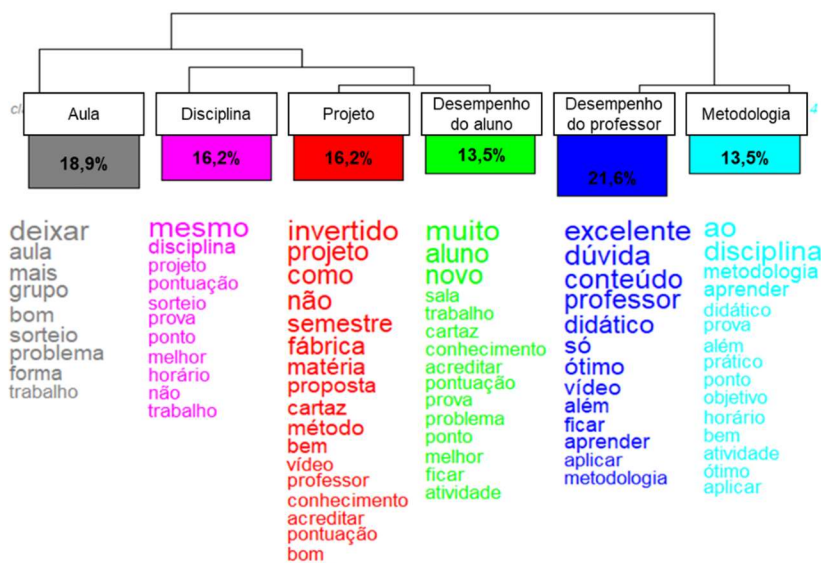 Aula
18,9%
deixar
aula
mais
grupo
bom
sorteio
problema
forma
trabalho
Disciplina
16,2%
mesmo
disciplina
projeto
pontuação
sorteio
prova
ponto
melhor
horário
não
trabalho
Projeto
16,2%
invertido
projeto
como
não
semestre
fábrica
matéria
proposta
cartaz
método
bem
vídeo
professor
conhecimento
acreditar
pontuação
bom
Desempenho
do aluno
13,5%
muito
aluno
novo
sala
trabalho
cartaz
conhecimento
acreditar
pontuação
prova
problema
ponto
melhor
ficar
atividade
Desempenho
do professor
21,6%
excelente
dúvida
conteúdo
professor
didático
só
ótimo
vídeo
além
ficar
aprender
aplicar
metodologia
Metodologia
4
13,5%
ao
disciplina
metodologia
aprender
didático
prova
além
prático
ponto
objetivo
horário
bem
atividade
ótimo
aplicar